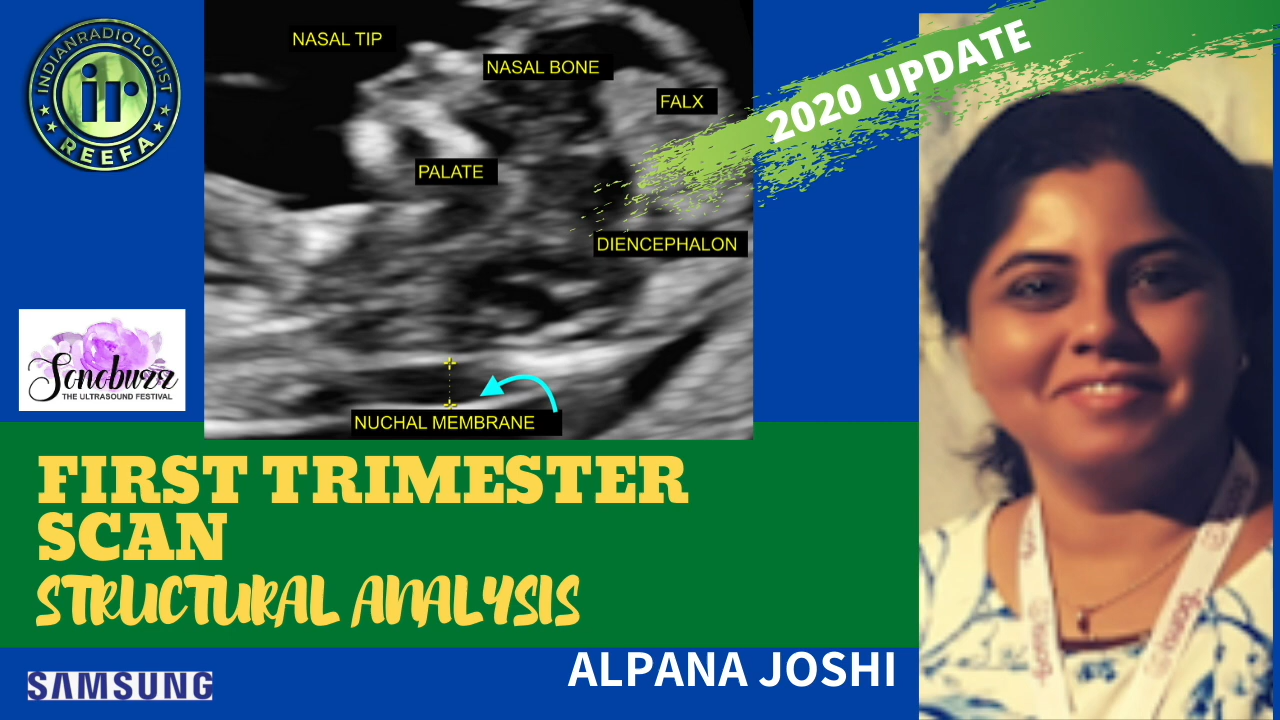 INDIANRADIOLOGIST
ir
REEFA
NASAL TIP
NASAL BONE
FALX
PALATE
DIENCEPHALON
NUCHAL MEMBRANE
2020 UPDATE
Sonobuzz
THE ULTRASOUND FESTIVAL
FIRST TRIMESTER
SCAN
STRUCTURAL ANALYSIS
ALPANA JOSHI
SAMSUNG